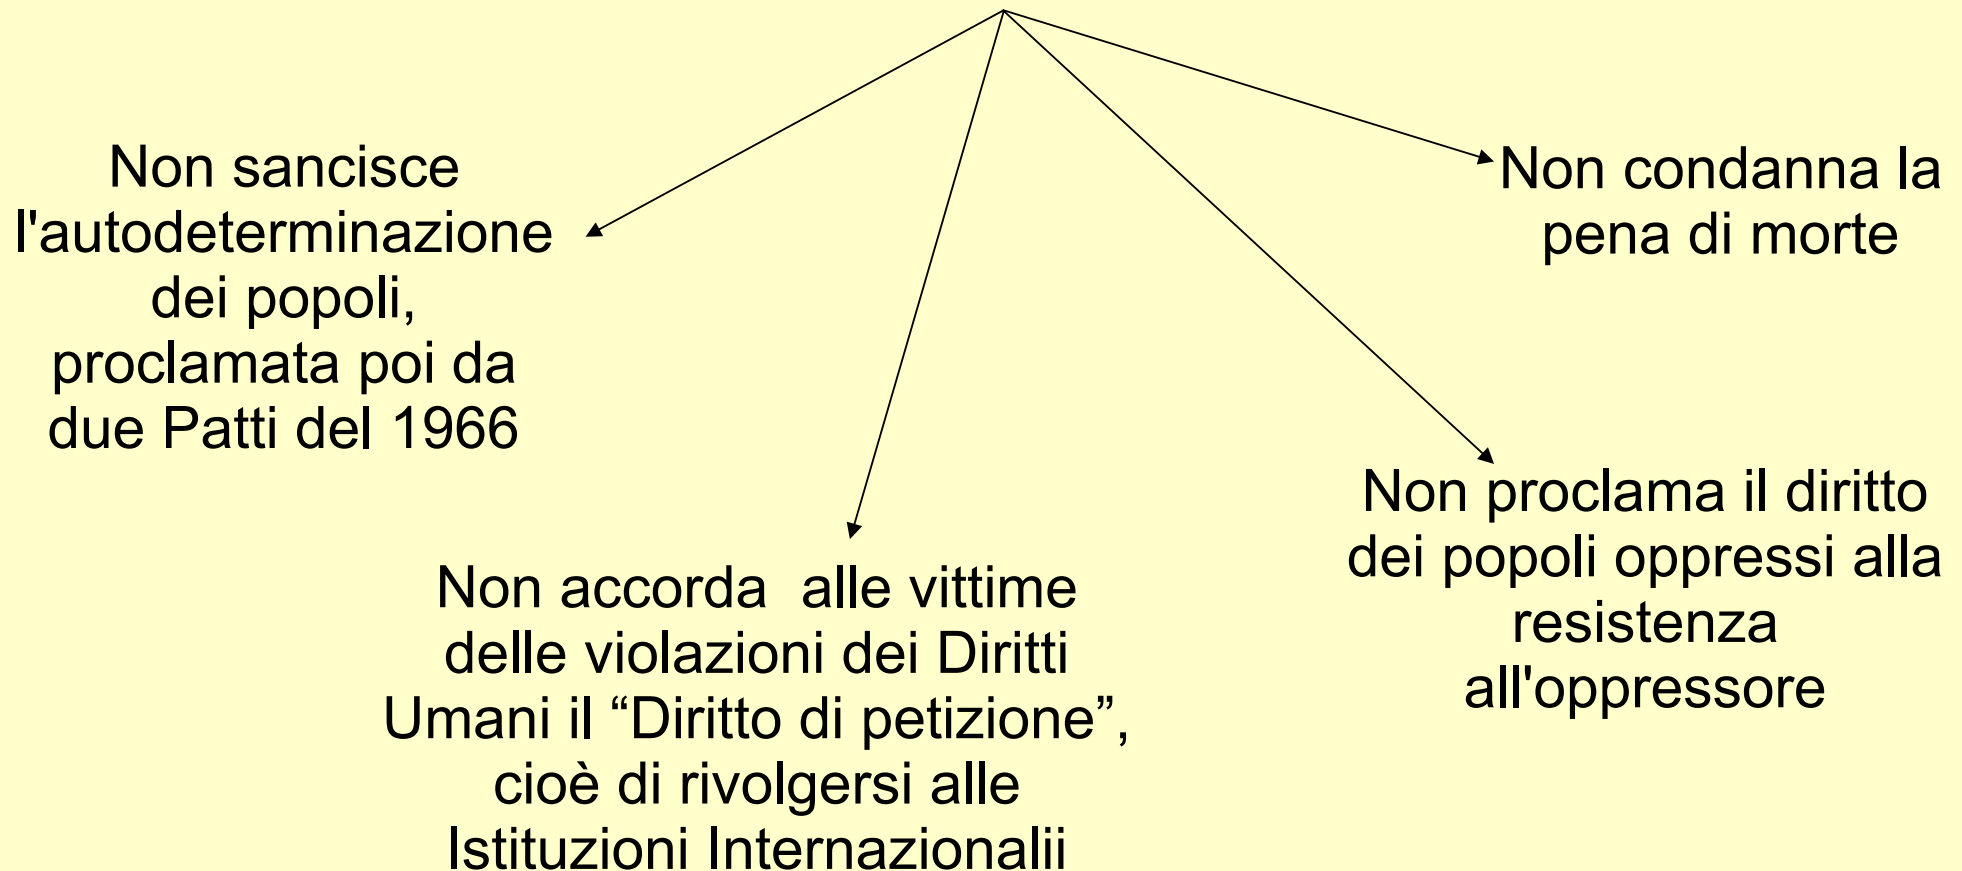 Non sancisce
l'autodeterminazione
dei popoli,
proclamata poi da
due Patti del 1966
Non accorda  alle vittime
delle violazioni dei Diritti
Umani il “Diritto di petizione”,
cioè di rivolgersi alle
Istituzioni Internazionalii
Non proclama il diritto
dei popoli oppressi alla
resistenza
all'oppressore
Non condanna la
pena di morte